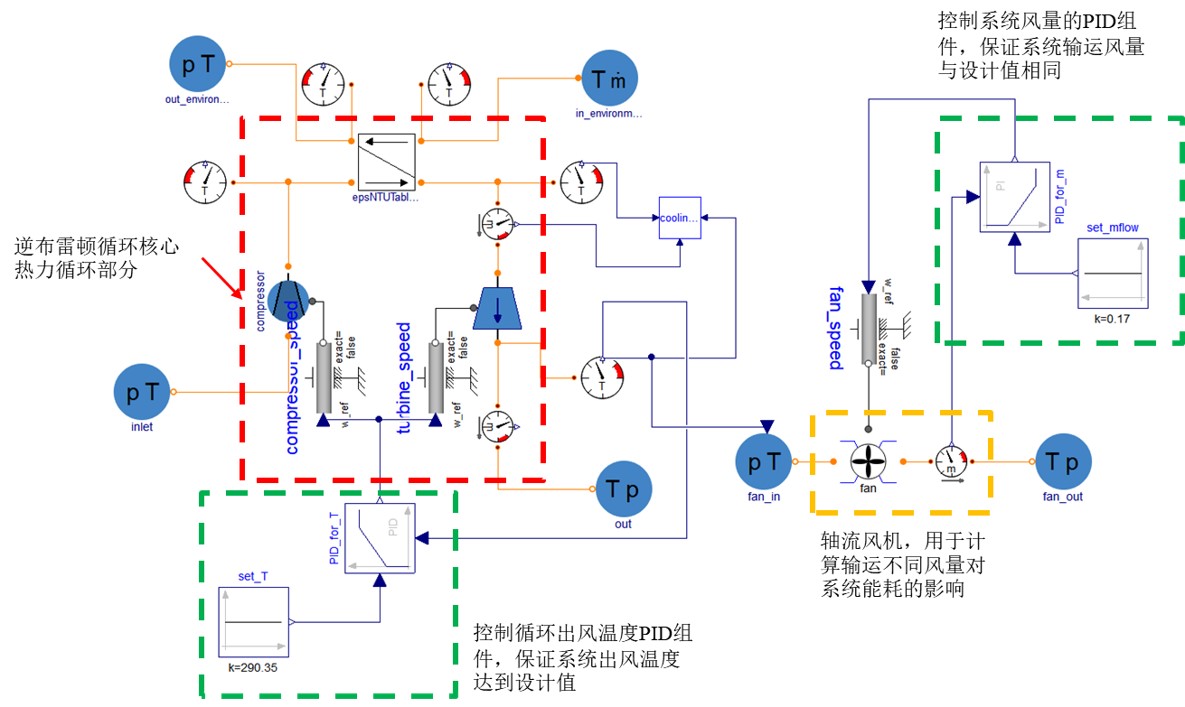 控制系统风量的PID组
件，保证系统输运风量
与设计值相同
p T
out_environ...
T
T
T ṁ
in_environm...
T
epsNTUTabl...
T
coolin...
m
PI
PID_for_m
set_mflow
k=0.17
逆布雷顿循环核心
热力循环部分
compressor
compressor_speed
exact=
false
w_ref
turbine_speed
exact=
false
w_ref
fan_speed
w_ref
exact=
false
T
p T
inlet
m
p T
fan_in
fan
m
T p
fan_out
T p
out
PID_for_T
PID
set_T
k=290.35
轴流风机，用于计
算输运不同风量对
系统能耗的影响
控制循环出风温度PID组
件，保证系统出风温度
达到设计值